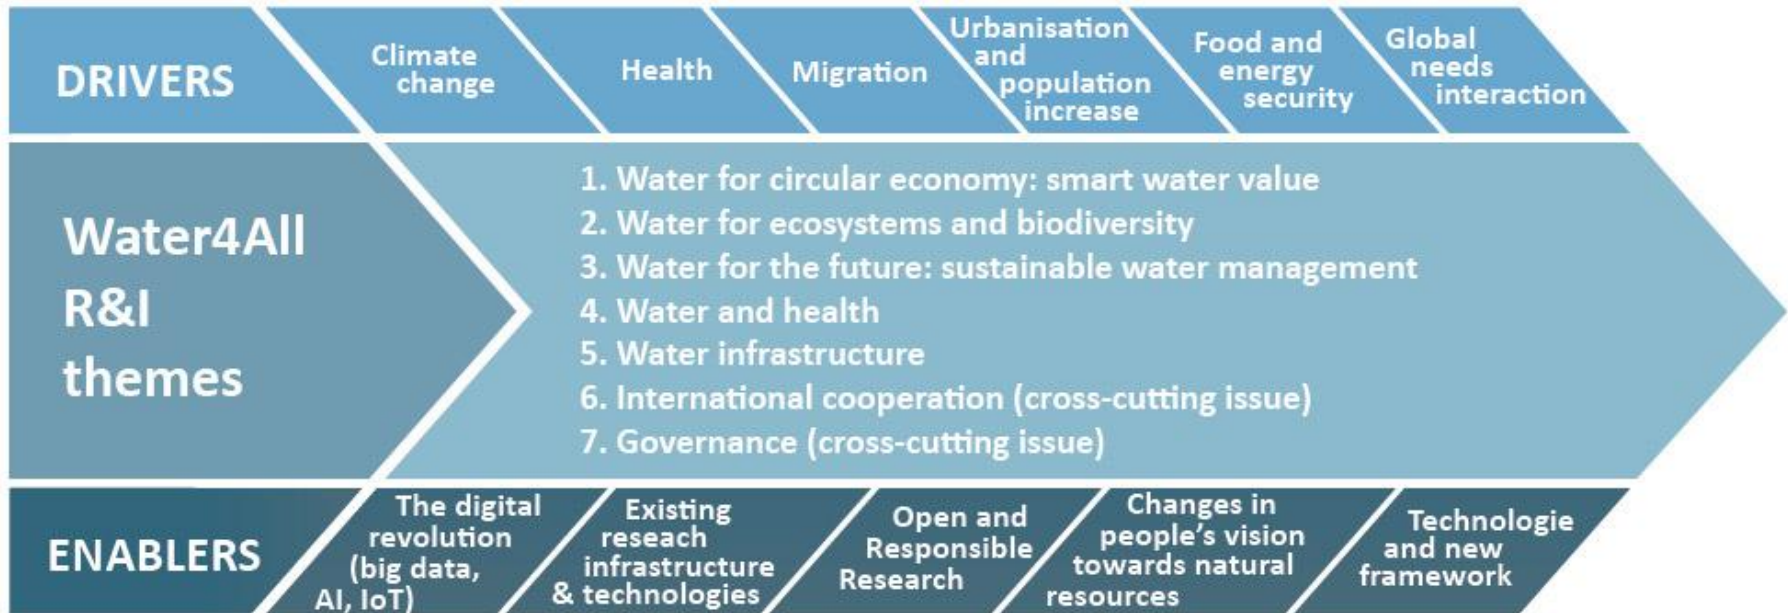 DRIVERS
Climate
change
Health
Migration
Urbanisation
and
population
increase
Food and
energy
security
Global
needs
interaction
Water4All
R&I
themes
1. Water for circular economy: smart water value
2. Water for ecosystems and biodiversity
3. Water for the future: sustainable water management
4. Water and health
5. Water infrastructure
6. International cooperation (cross-cutting issue)
7. Governance (cross-cutting issue)
ENABLERS
The digital
revolution
(big data,
AI, IoT)
Existing
reseach
infrastructure
& technologies
Open and
Responsible
Research
Changes in
people’s vision
towards natural
resources
Technologie
and new
framework